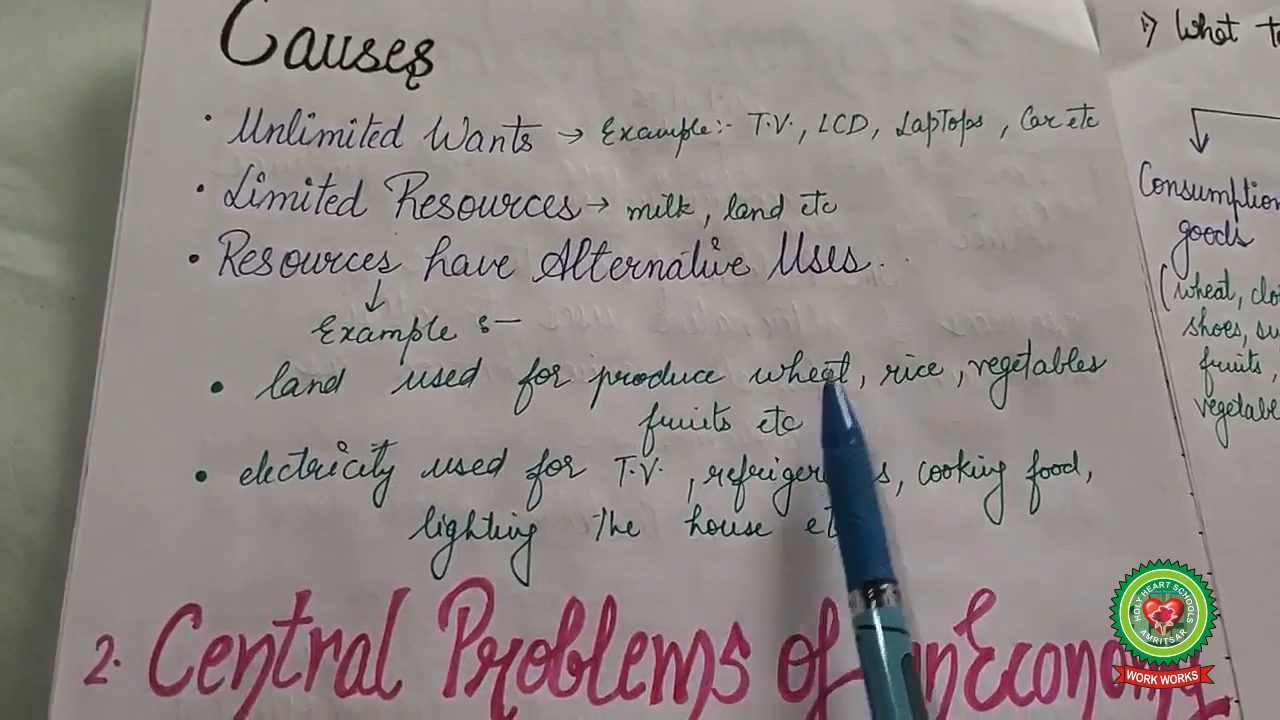 Causes
• Unlimited Wants → Example:- T.V., LCD, Laptops, Car etc
• Limited Resources → milk, land etc
• Resources have Alternative Uses.
Example :-
• land used for produce wheat, rice, vegetables
fruits etc
• electricity used for T.V., cooking food,
lighting the house
2. Central Problems of an Economy
What
Consumption
goods
(wheat,
shoes,
fruits,
HOLY HEART SCHOOLS
AMRITSAR
WORK WORKS